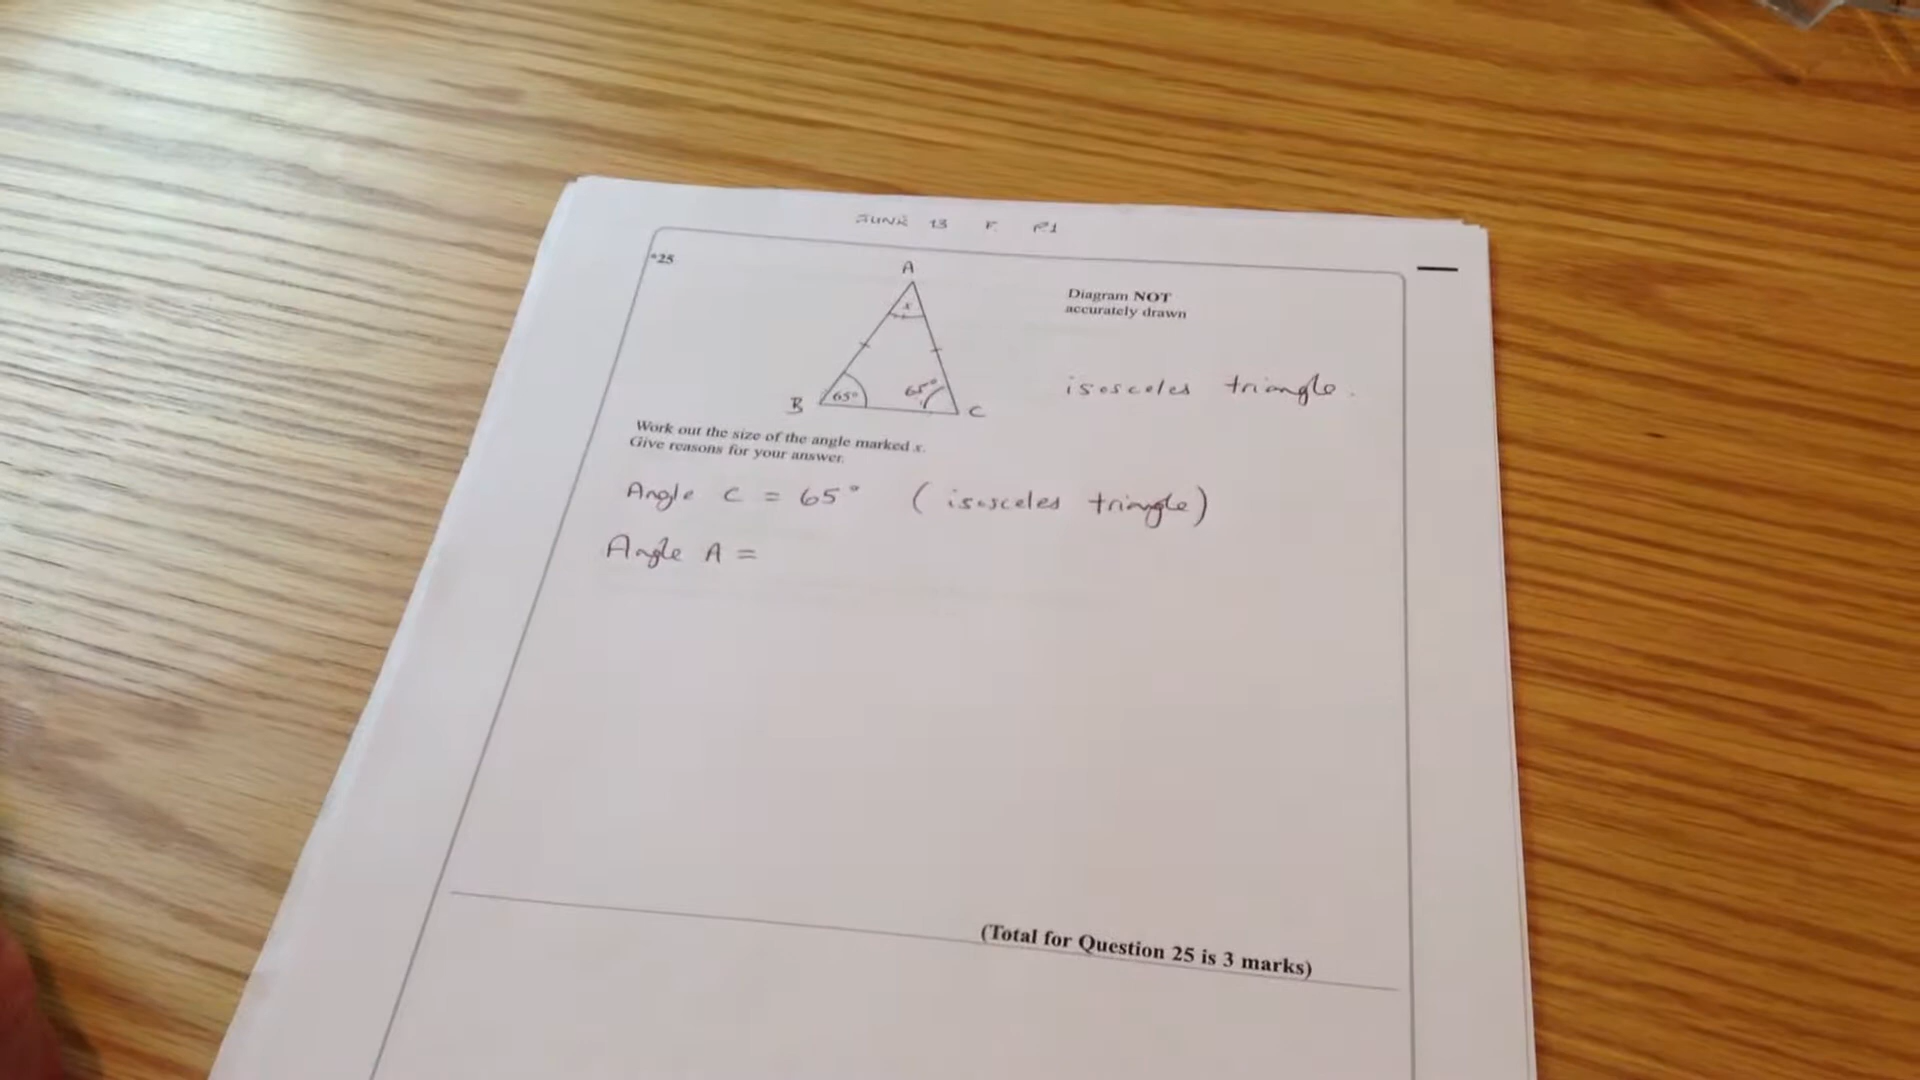 JUNE 13 F P1
*25
A
Diagram NOT
accurately drawn
x
isosceles triangle.
65°
65°
B
C
Work out the size of the angle marked x.
Give reasons for your answer.
Angle C = 65° (isosceles triangle)
Angle A =
(Total for Question 25 is 3 marks)